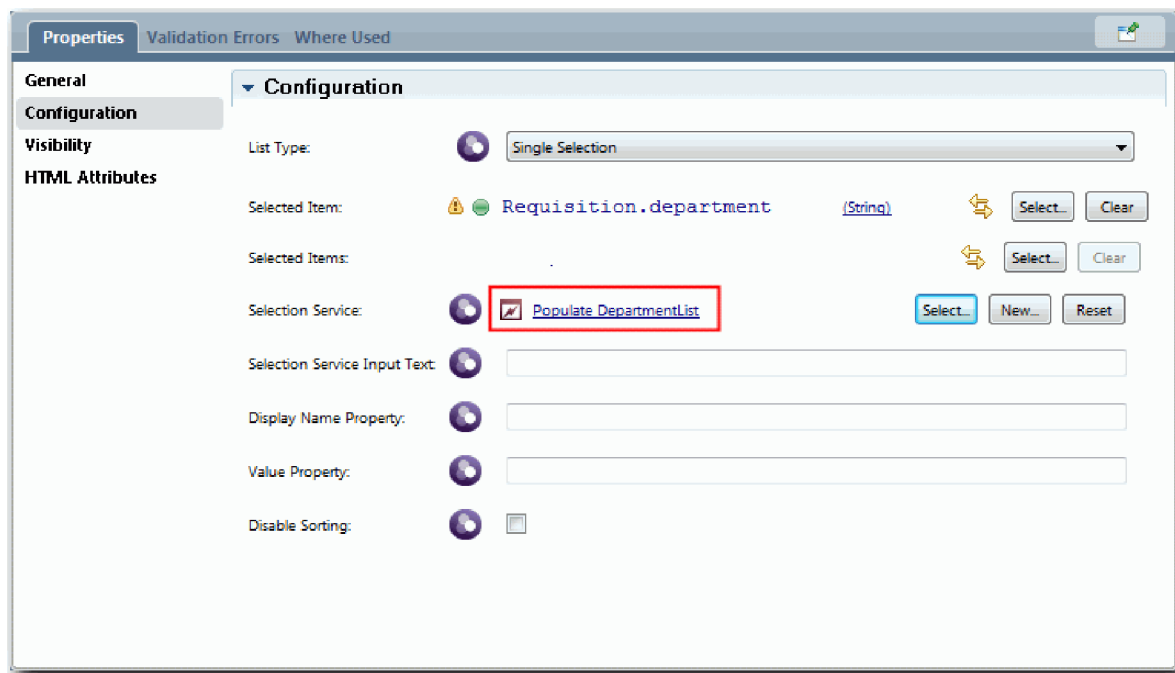 Properties Validation Errors Where Used
General
Configuration
Visibility
HTML Attributes
Configuration
List Type: Single Selection
Selected Item: Requisition.department (String) Select... Clear
Selected Items: Select... Clear
Selection Service: Populate DepartmentList Select... New... Reset
Selection Service Input Text:
Display Name Property:
Value Property:
Disable Sorting: